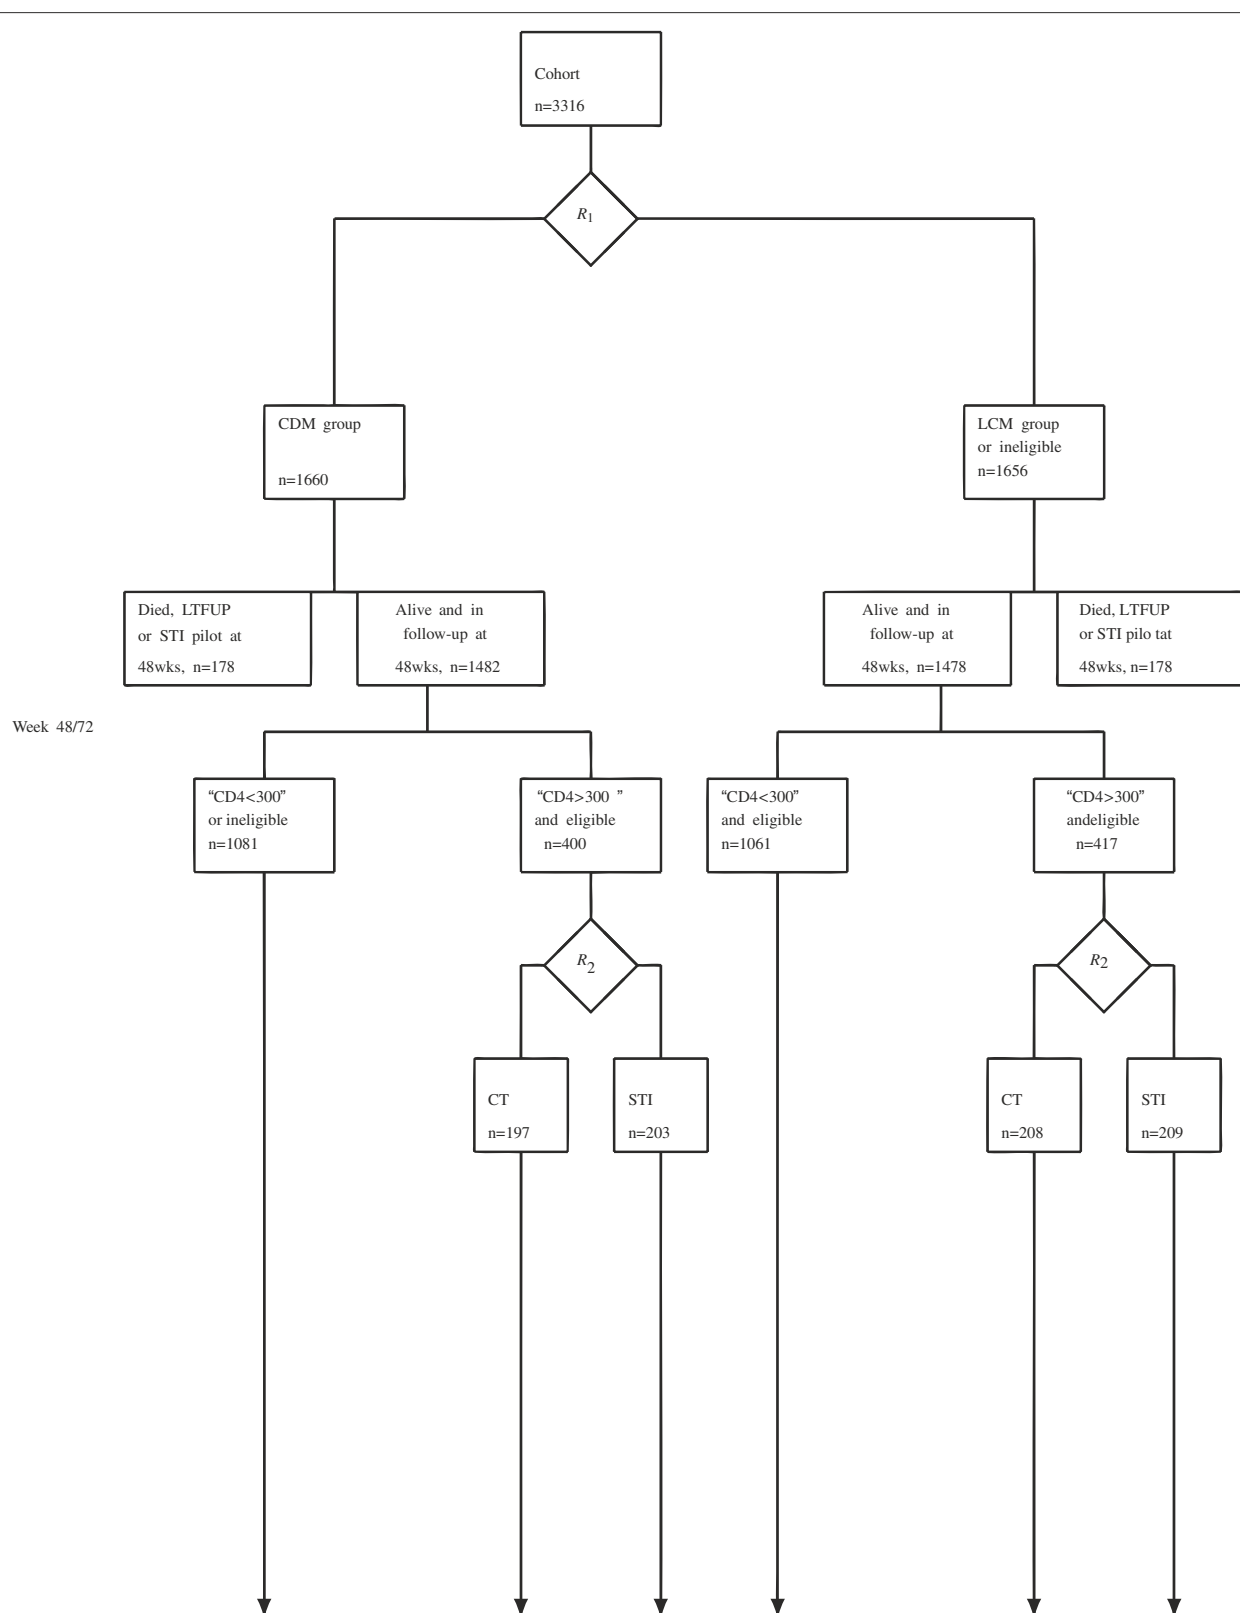 Cohort
n=3316
R1
CDM group
n=1660
LCM group
or ineligible
n=1656
Died, LTFUP
or STI pilot at
48wks, n=178
Alive and in
follow-up at
48wks, n=1482
Alive and in
follow-up at
48wks, n=1478
Died, LTFUP
or STI pilo tat
48wks, n=178
Week 48/72
“CD4<300”
or ineligible
n=1081
“CD4>300 ”
and eligible
n=400
“CD4<300”
and eligible
n=1061
“CD4>300”
andeligible
n=417
R2
R2
CT
n=197
STI
n=203
CT
n=208
STI
n=209